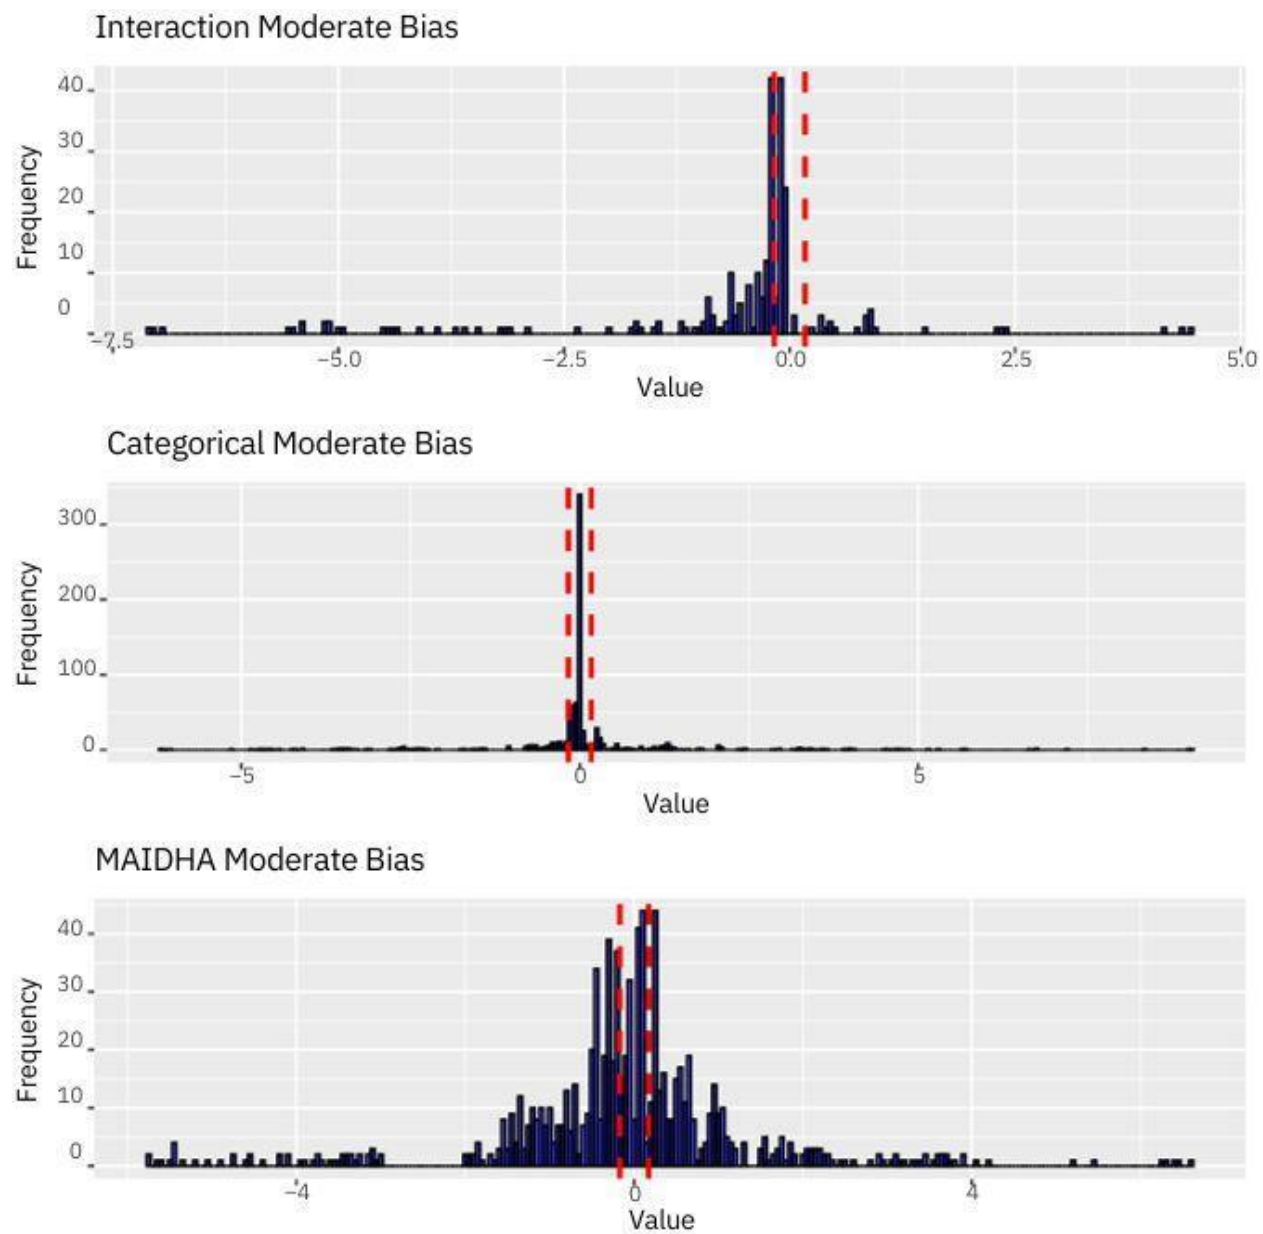 Interaction Moderate Bias
40
30
20
10
0
Frequency
−7.5
−5.0
−2.5
0.0
2.5
5.0
Value
Categorical Moderate Bias
300
200
100
0
Frequency
−5
0
5
Value
MAIDHA Moderate Bias
40
30
20
10
0
Frequency
−4
0
4
Value